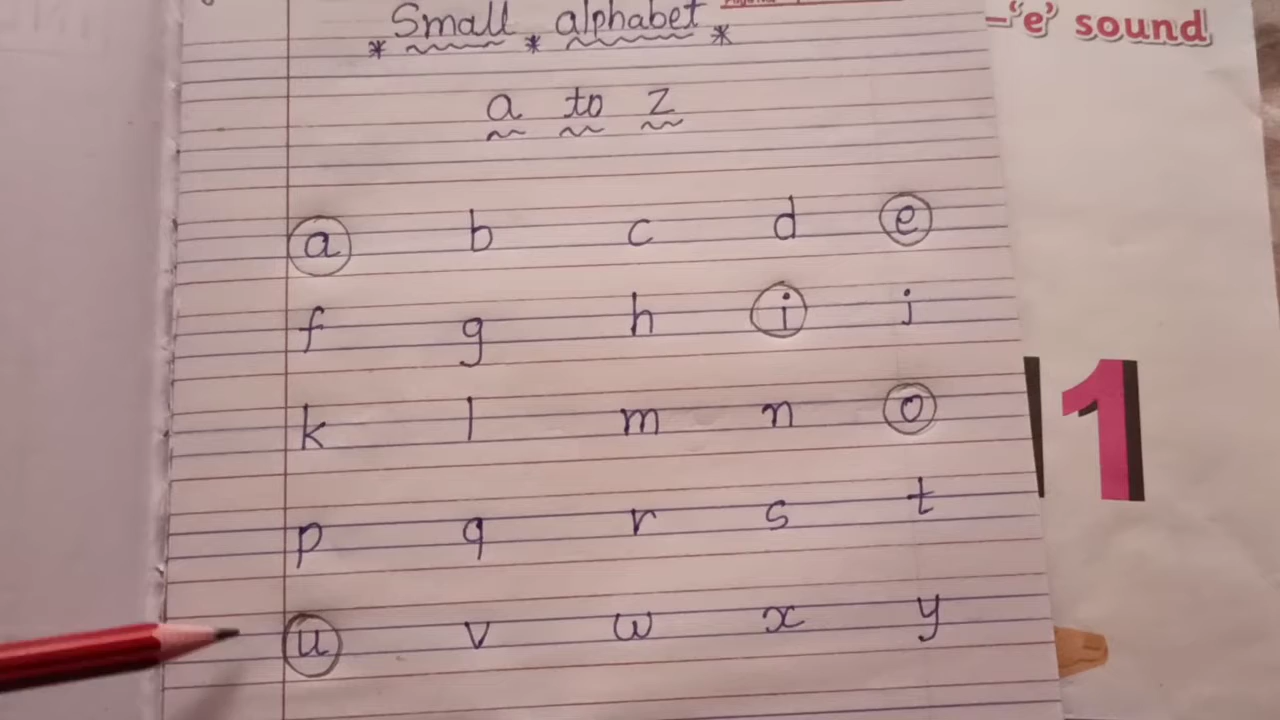 * Small * alphabet *
a to z
a b c d e
f g h i j
k l m n o
p q r s t
u v w x y
-'e' sound
1